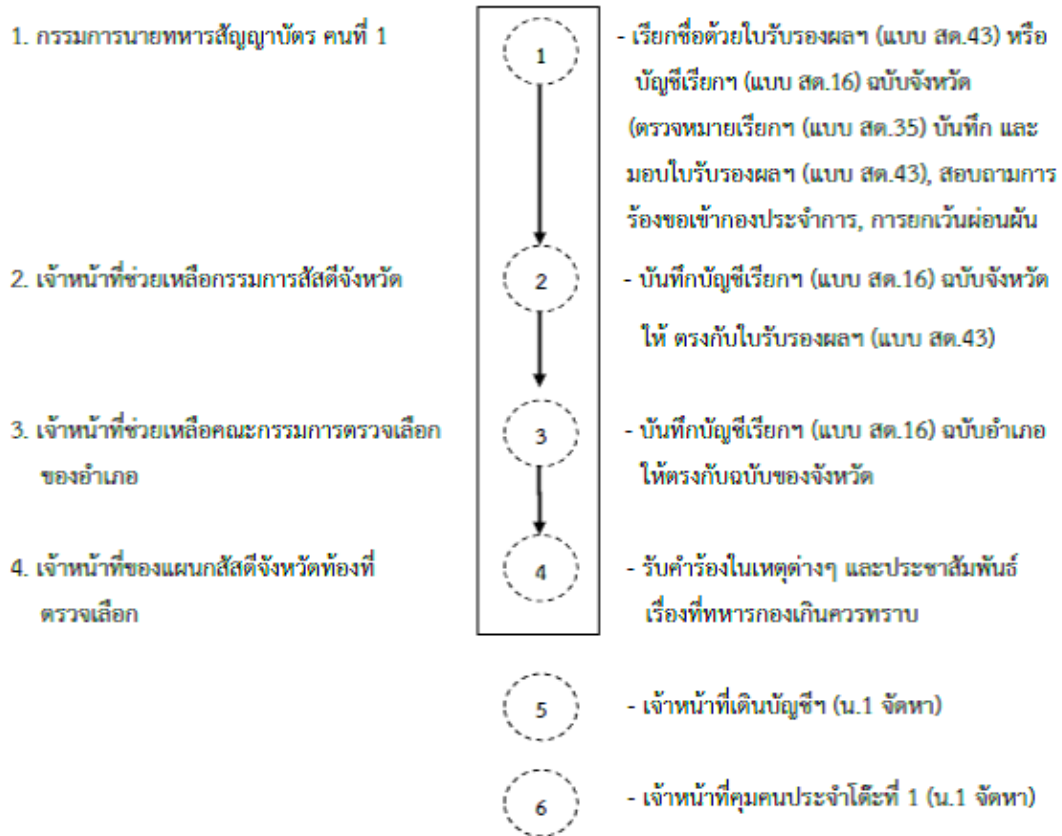 1. กรรมการนายทหารสัญญาบัตร คนที่ 1
1
- เรียกชื่อด้วยใบรับรองผลฯ (แบบ สด.43) หรือ
บัญชีเรียกฯ (แบบ สด.16) ฉบับจังหวัด
(ตรวจหมายเรียกฯ (แบบ สด.35) บันทึก และ
มอบใบรับรองผลฯ (แบบ สด.43), สอบถามการ
ร้องขอเข้ากองประจำการ, การยกเว้นผ่อนผัน
2. เจ้าหน้าที่ช่วยเหลือกรรมการสัสดีจังหวัด
2
- บันทึกบัญชีเรียกฯ (แบบ สด.16) ฉบับจังหวัด
ให้ ตรงกับใบรับรองผลฯ (แบบ สด.43)
3. เจ้าหน้าที่ช่วยเหลือคณะกรรมการตรวจเลือก
ของอำเภอ
3
- บันทึกบัญชีเรียกฯ (แบบ สด.16) ฉบับอำเภอ
ให้ตรงกับฉบับของจังหวัด
4. เจ้าหน้าที่ของแผนกสัสดีจังหวัดท้องที่
ตรวจเลือก
4
- รับคำร้องในเหตุต่างๆ และประชาสัมพันธ์
เรื่องที่ทหารกองเกินควรทราบ
5
- เจ้าหน้าที่เดินบัญชีฯ (น.1 จัดหา)
6
- เจ้าหน้าที่คุมคนประจำโต๊ะที่ 1 (น.1 จัดหา)